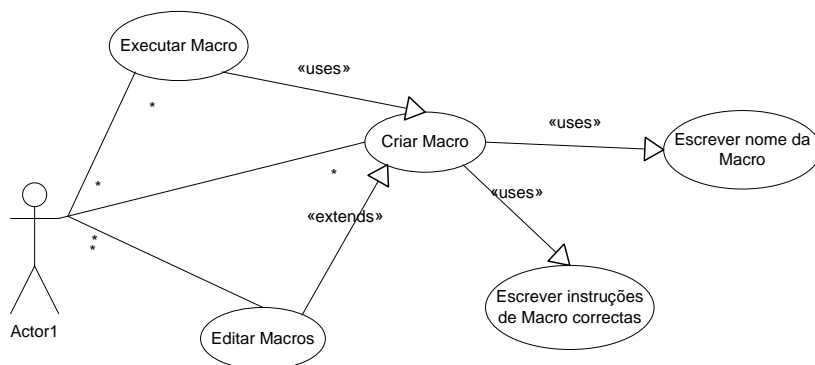 Executar Macro
«uses»
*
Criar Macro
«uses»
Escrever nome da
Macro
*
*
«uses»
«extends»
*
*
Escrever instruções
de Macro correctas
Actor1
Editar Macros